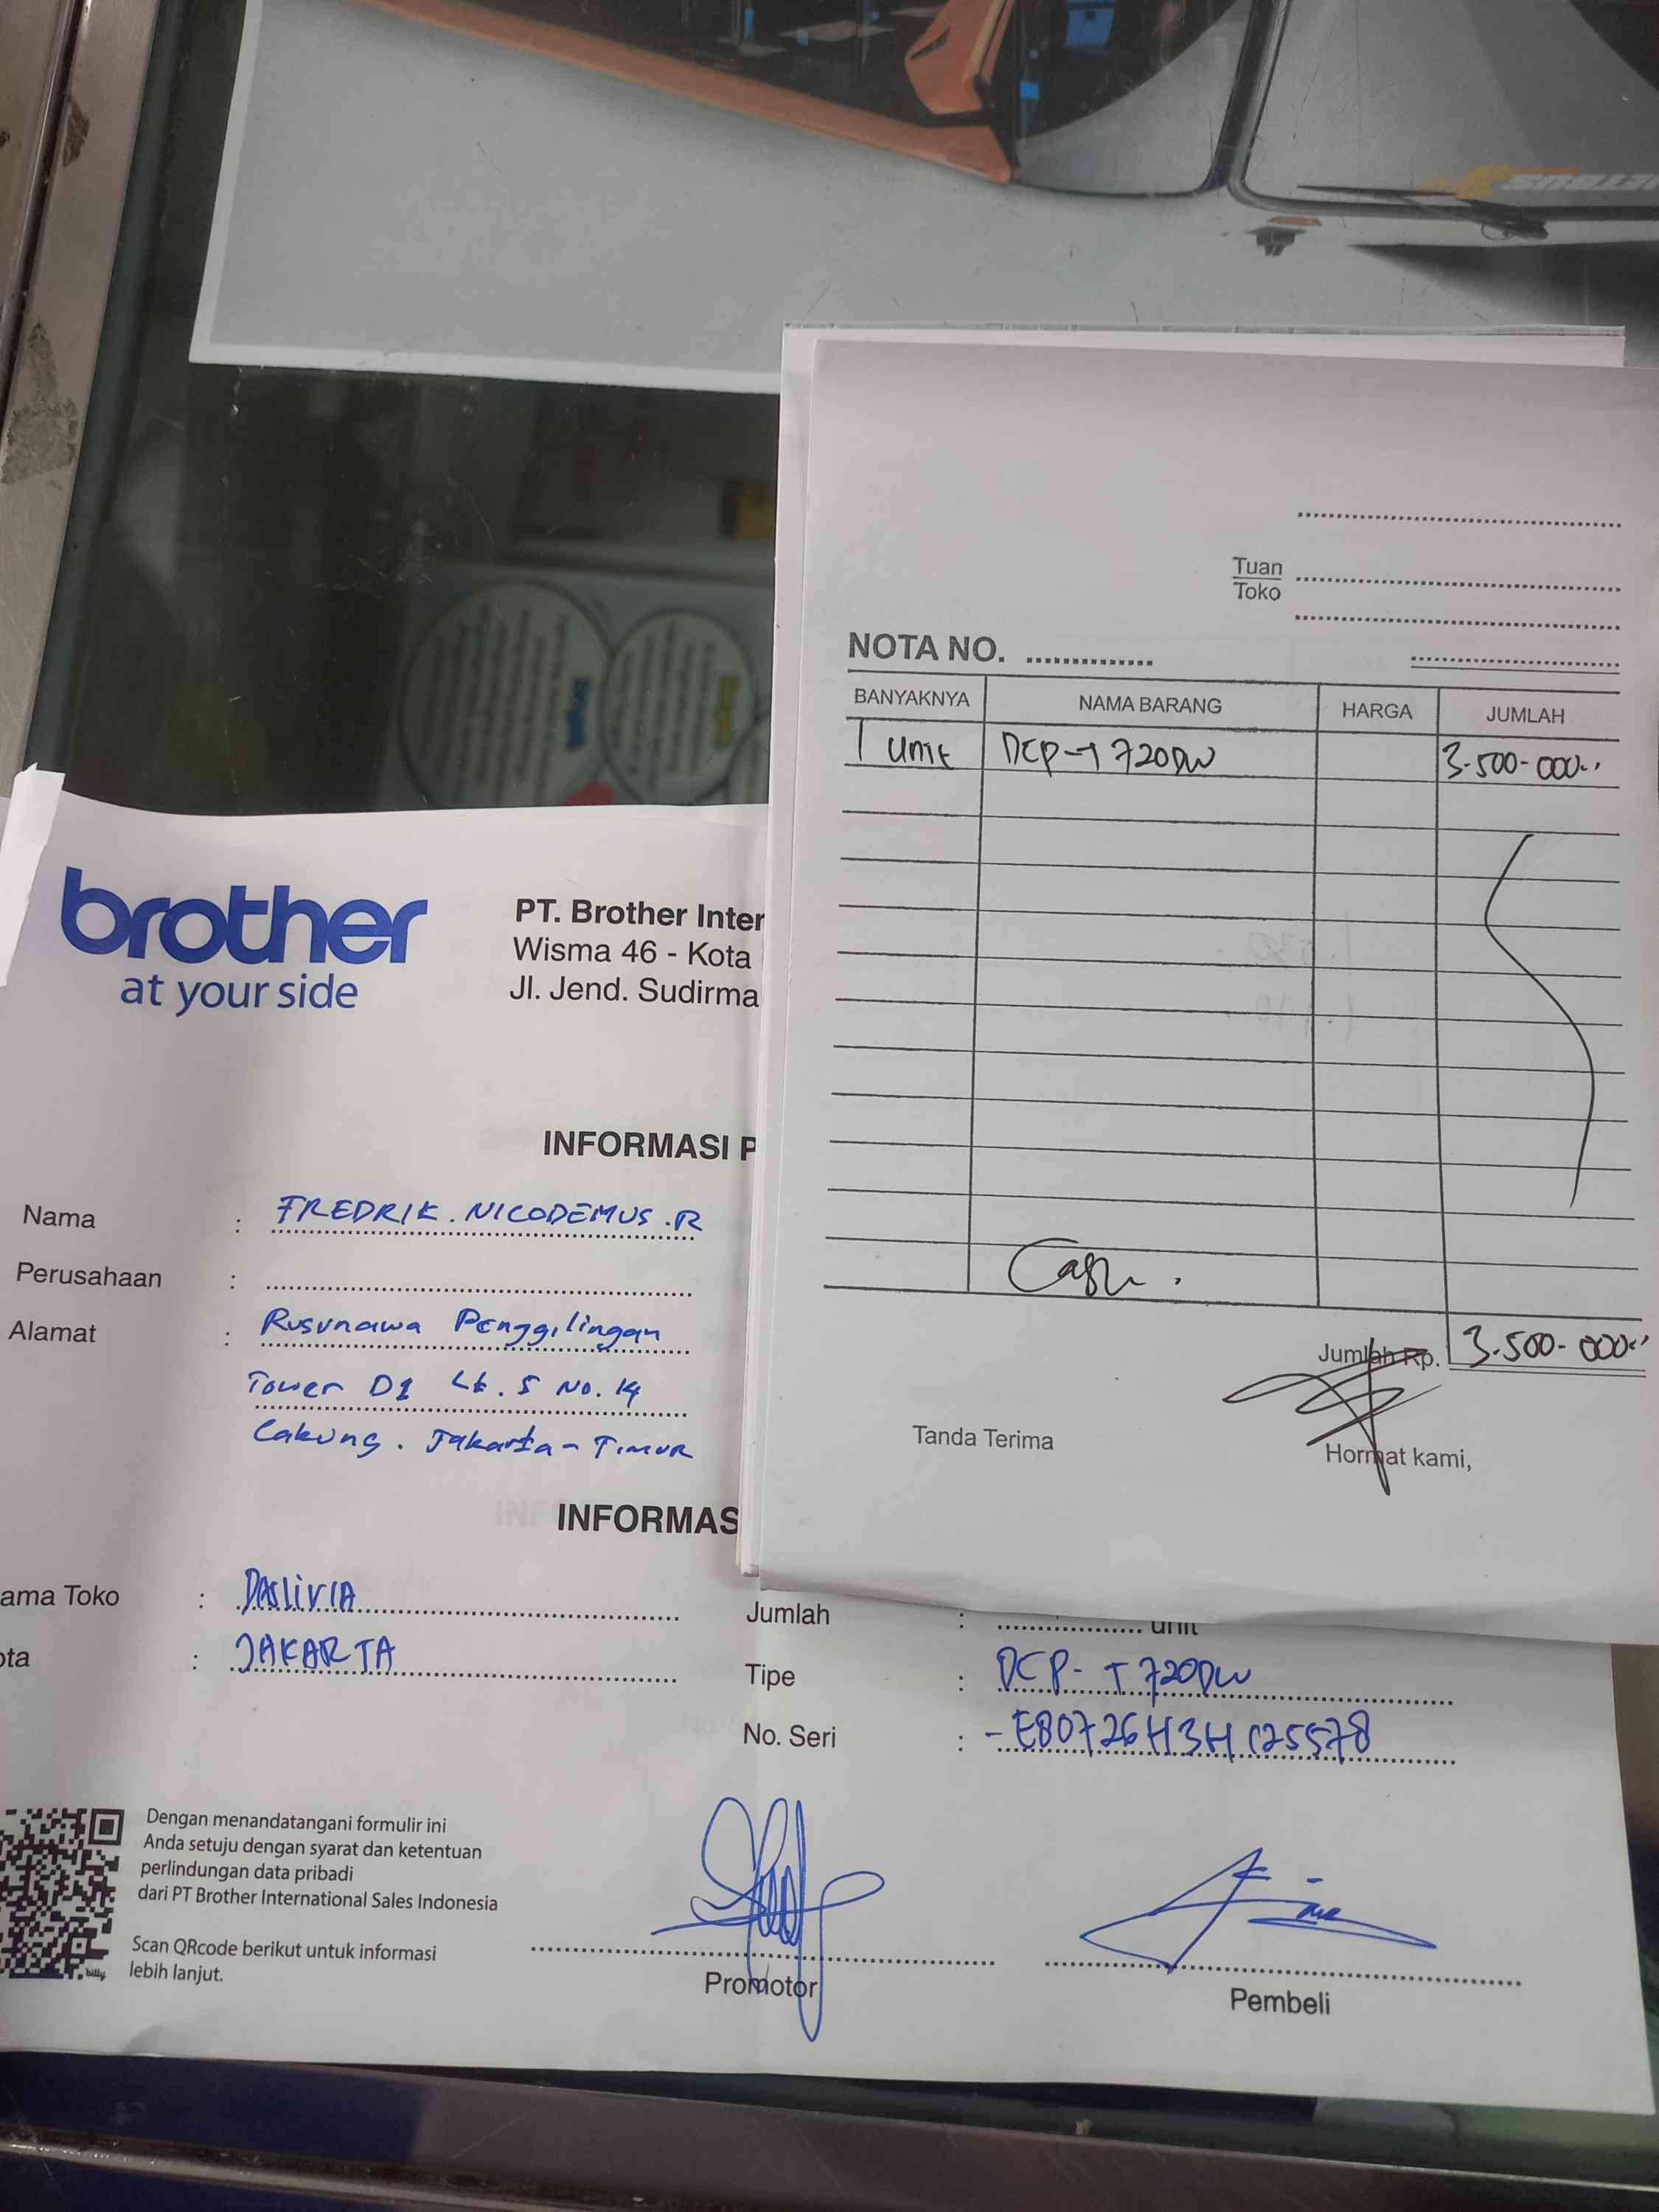 Tuan
Toko
NOTA NO. ...............
BANYAKNYA NAMA BARANG HARGA JUMLAH
1 unit DCP-T720DW 3.500.000
Cash.
Jumlah Rp. 3.500.000
Tanda Terima
Hormat kami,
brother
at your side
PT. Brother Inter
Wisma 46 - Kota
Jl. Jend. Sudirma
INFORMASI P
Nama : FREDRIK.NICODEMUS.R
Perusahaan :
Alamat : Rusunawa Penggilingan
Tower D1 Lt.5 No.14
Cakung. Jakarta-Timur
INFORMAS
ama Toko : DASLIVIA
ota : JAKARTA
Jumlah : unit
Tipe : DCP-T720DW
No. Seri : -E80726H3H125578
Dengan menandatangani formulir ini
Anda setuju dengan syarat dan ketentuan
perlindungan data pribadi
dari PT Brother International Sales Indonesia
Scan QRcode berikut untuk informasi
lebih lanjut.
billy
Promotor
Pembeli